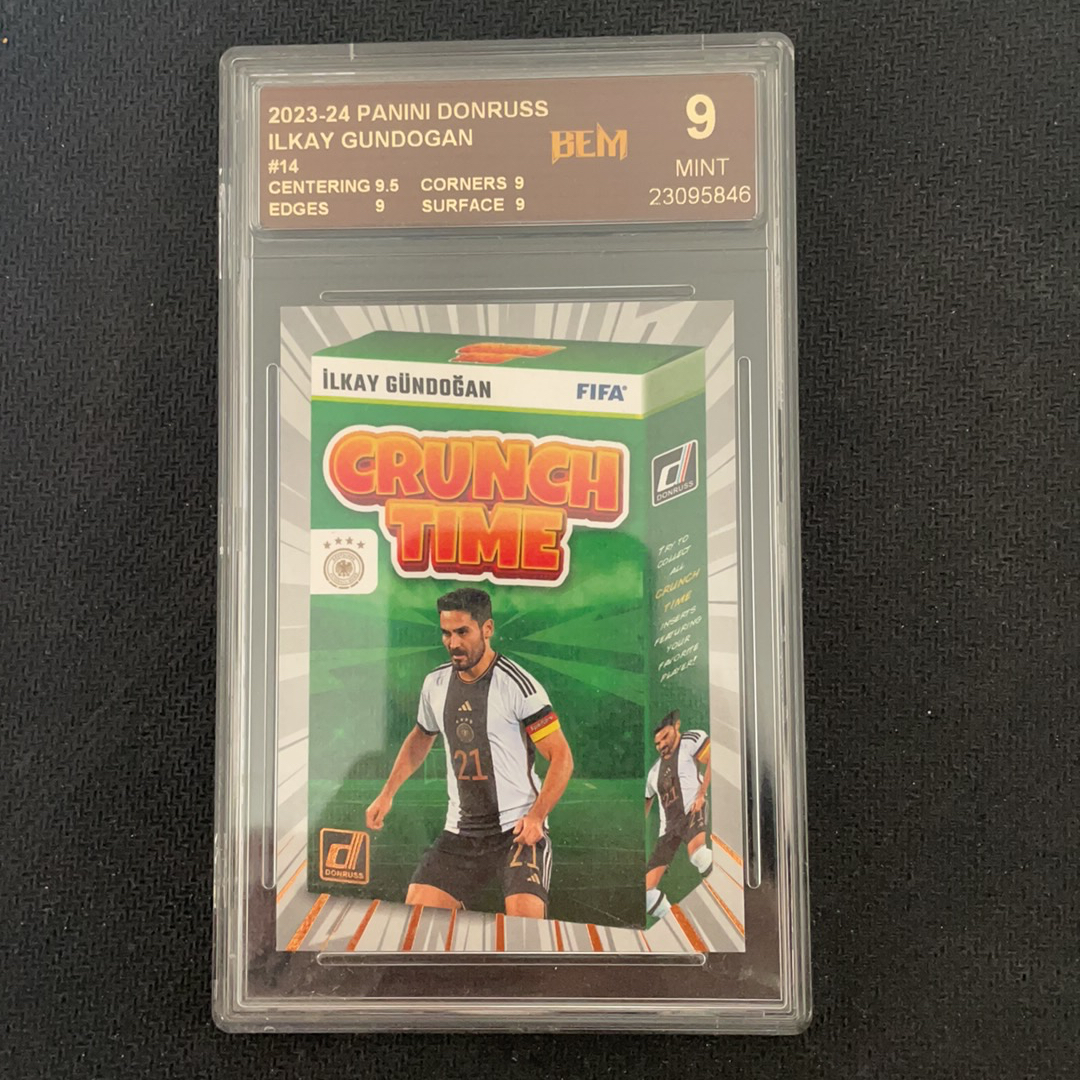 2023-24 PANINI DONRUSS
ILKAY GUNDOGAN
#14
CENTERING 9.5 CORNERS 9
EDGES 9 SURFACE 9
BEM
9
MINT
23095846
İLKAY GÜNDOĞAN
FIFA
CRUNCH
TIME
DONRUSS
TRY TO
COLLECT
ALL
CRUNCH
TIME
INSERTS
FEATURING
YOUR
FAVORITE
PLAYER!
21
21
21
DONRUSS